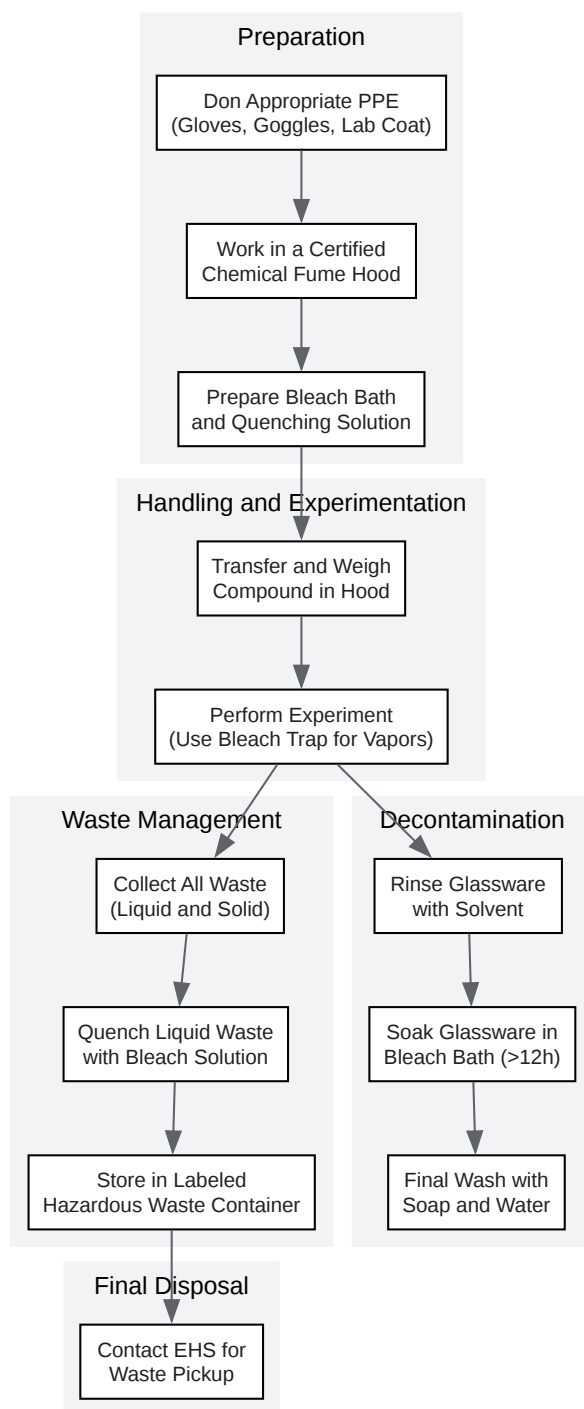 Preparation
Don Appropriate PPE
(Gloves, Goggles, Lab Coat)
Work in a Certified
Chemical Fume Hood
Prepare Bleach Bath
and Quenching Solution
Handling and Experimentation
Transfer and Weigh
Compound in Hood
Perform Experiment
(Use Bleach Trap for Vapors)
Waste Management
Collect All Waste
(Liquid and Solid)
Quench Liquid Waste
with Bleach Solution
Store in Labeled
Hazardous Waste Container
Decontamination
Rinse Glassware
with Solvent
Soak Glassware in
Bleach Bath (>12h)
Final Wash with
Soap and Water
Final Disposal
Contact EHS for
Waste Pickup